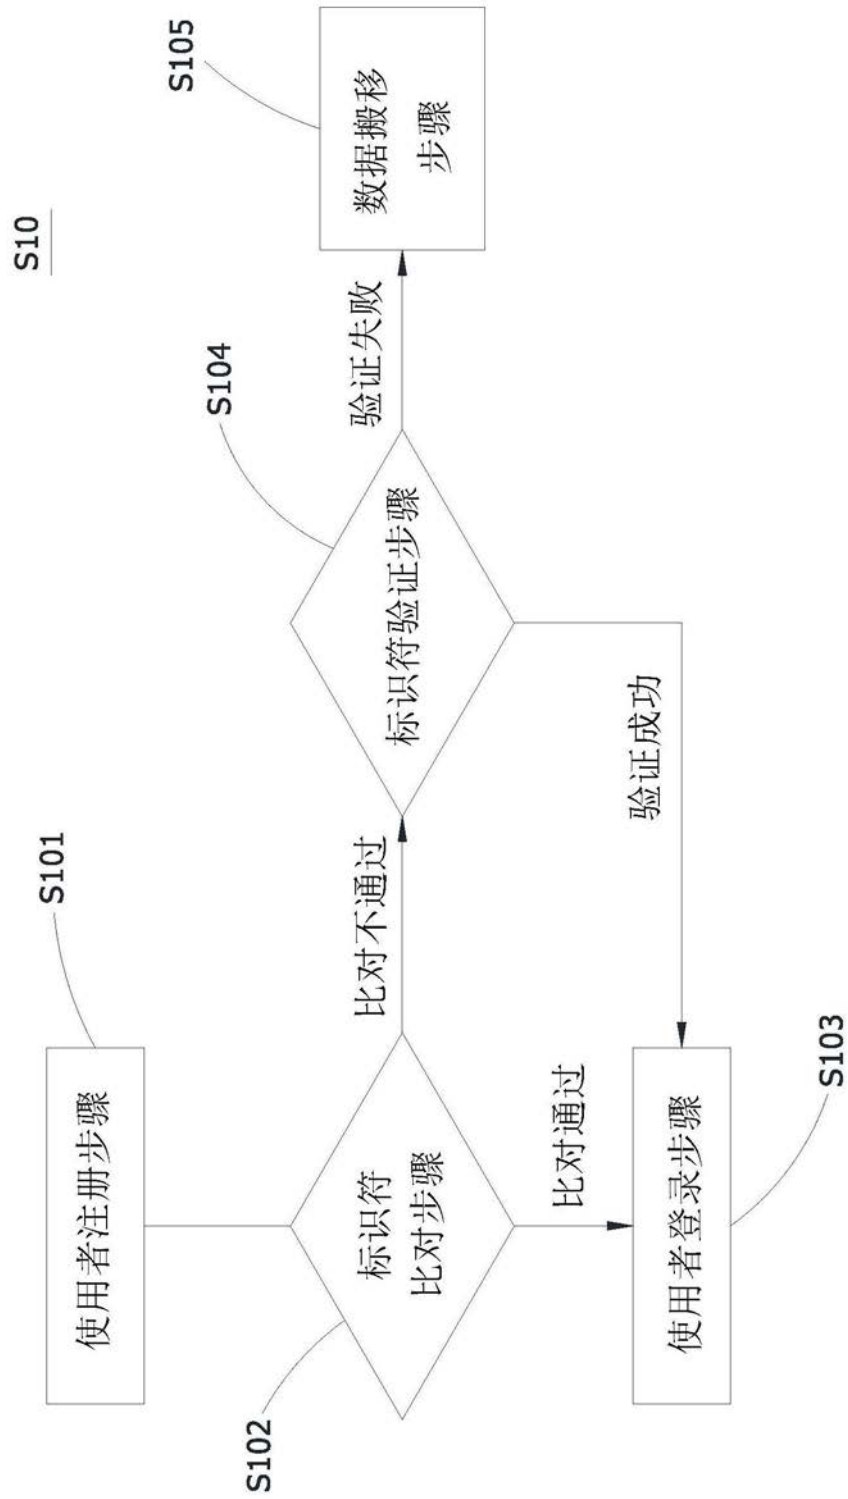 S10
S101
使用者注册步骤
S102
标识符
比对步骤
比对不通过
S104
标识符验证步骤
验证失败
S105
数据搬移
步骤
比对通过
验证成功
使用者登录步骤
S103